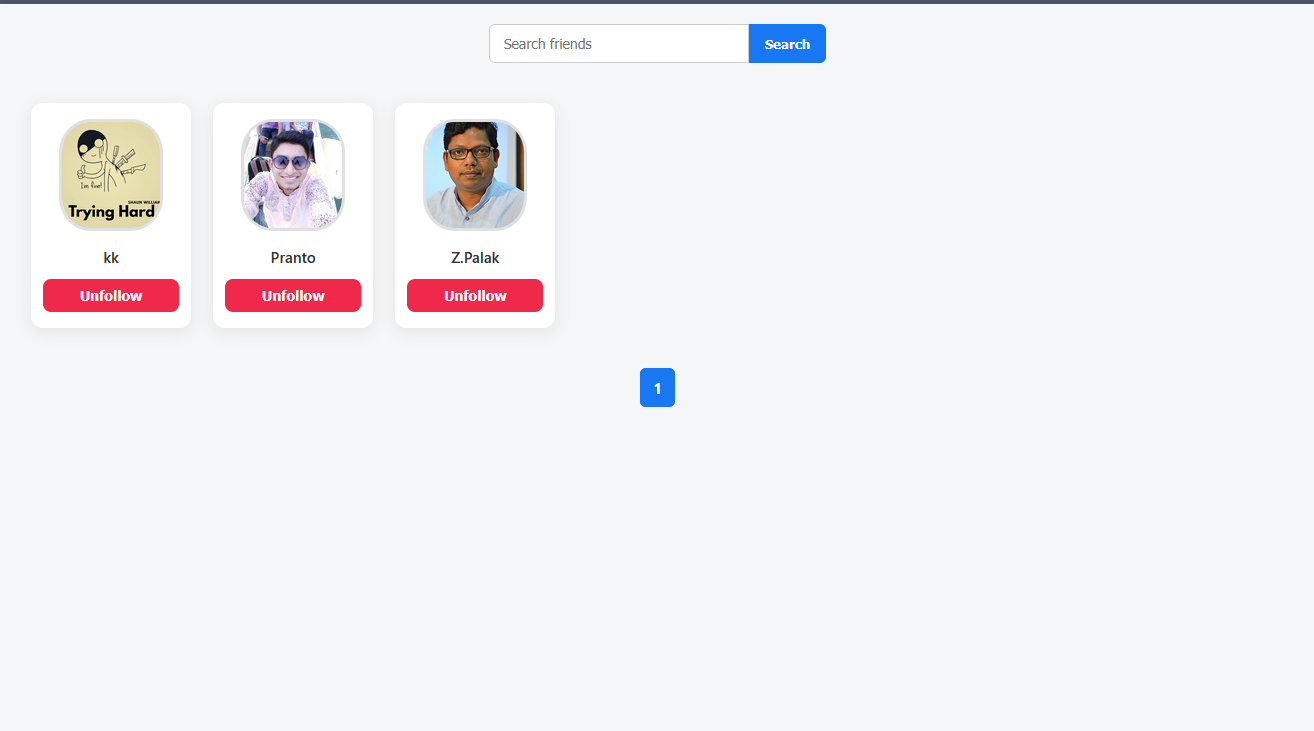 Search friends
Search
I'm fine!
SHAUN WILLIAM
Trying Hard
kk
Pranto
Z.Palak
Unfollow
Unfollow
Unfollow
1